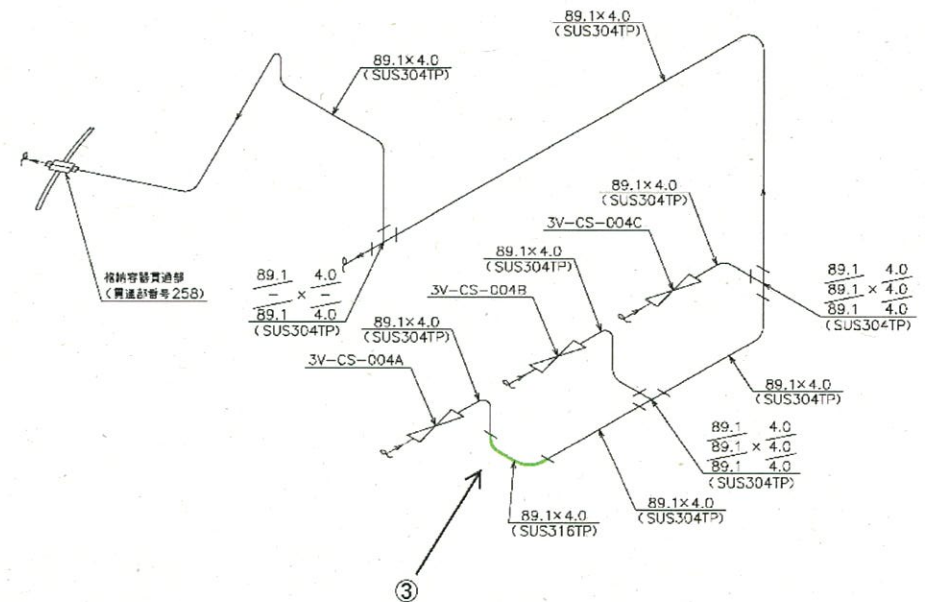 89.1×4.0
(SUS304TP)
89.1×4.0
(SUS304TP)
格納容器貫通部
(貫通部番号258)
89.1 4.0
- × -
89.1 4.0
(SUS304TP)
89.1×4.0
(SUS304TP)
3V-CS-004C
89.1×4.0
(SUS304TP)
3V-CS-004B
89.1×4.0
(SUS304TP)
3V-CS-004A
89.1 4.0
89.1 × 4.0
89.1 4.0
(SUS304TP)
89.1×4.0
(SUS304TP)
89.1 4.0
89.1 × 4.0
89.1 4.0
(SUS304TP)
89.1×4.0
(SUS304TP)
89.1×4.0
(SUS316TP)
③